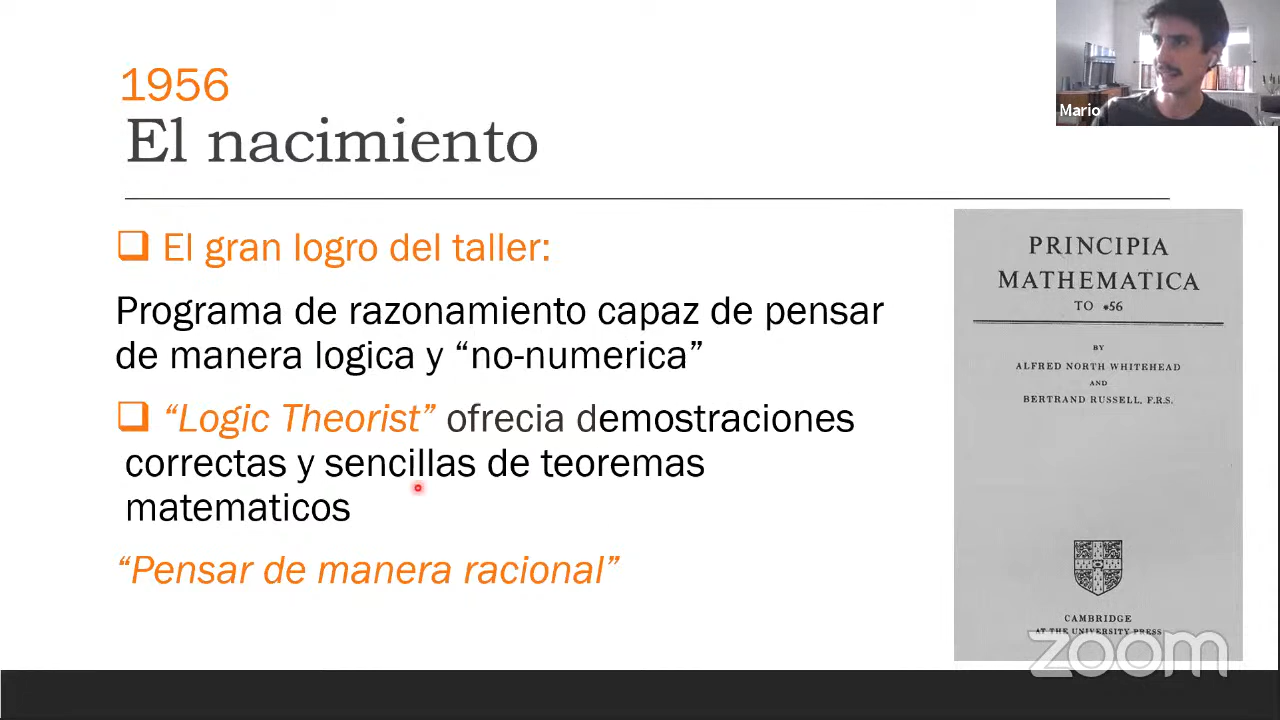 1956
El nacimiento
❑ El gran logro del taller:
Programa de razonamiento capaz de pensar
de manera logica y “no-numerica”
❑ “Logic Theorist” ofrecia demostraciones
correctas y sencillas de teoremas
matematicos
“Pensar de manera racional”
Mario
PRINCIPIA
MATHEMATICA
TO *56
BY
ALFRED NORTH WHITEHEAD
AND
BERTRAND RUSSELL, F.R.S.
CAMBRIDGE
AT THE UNIVERSITY PRESS
zoom